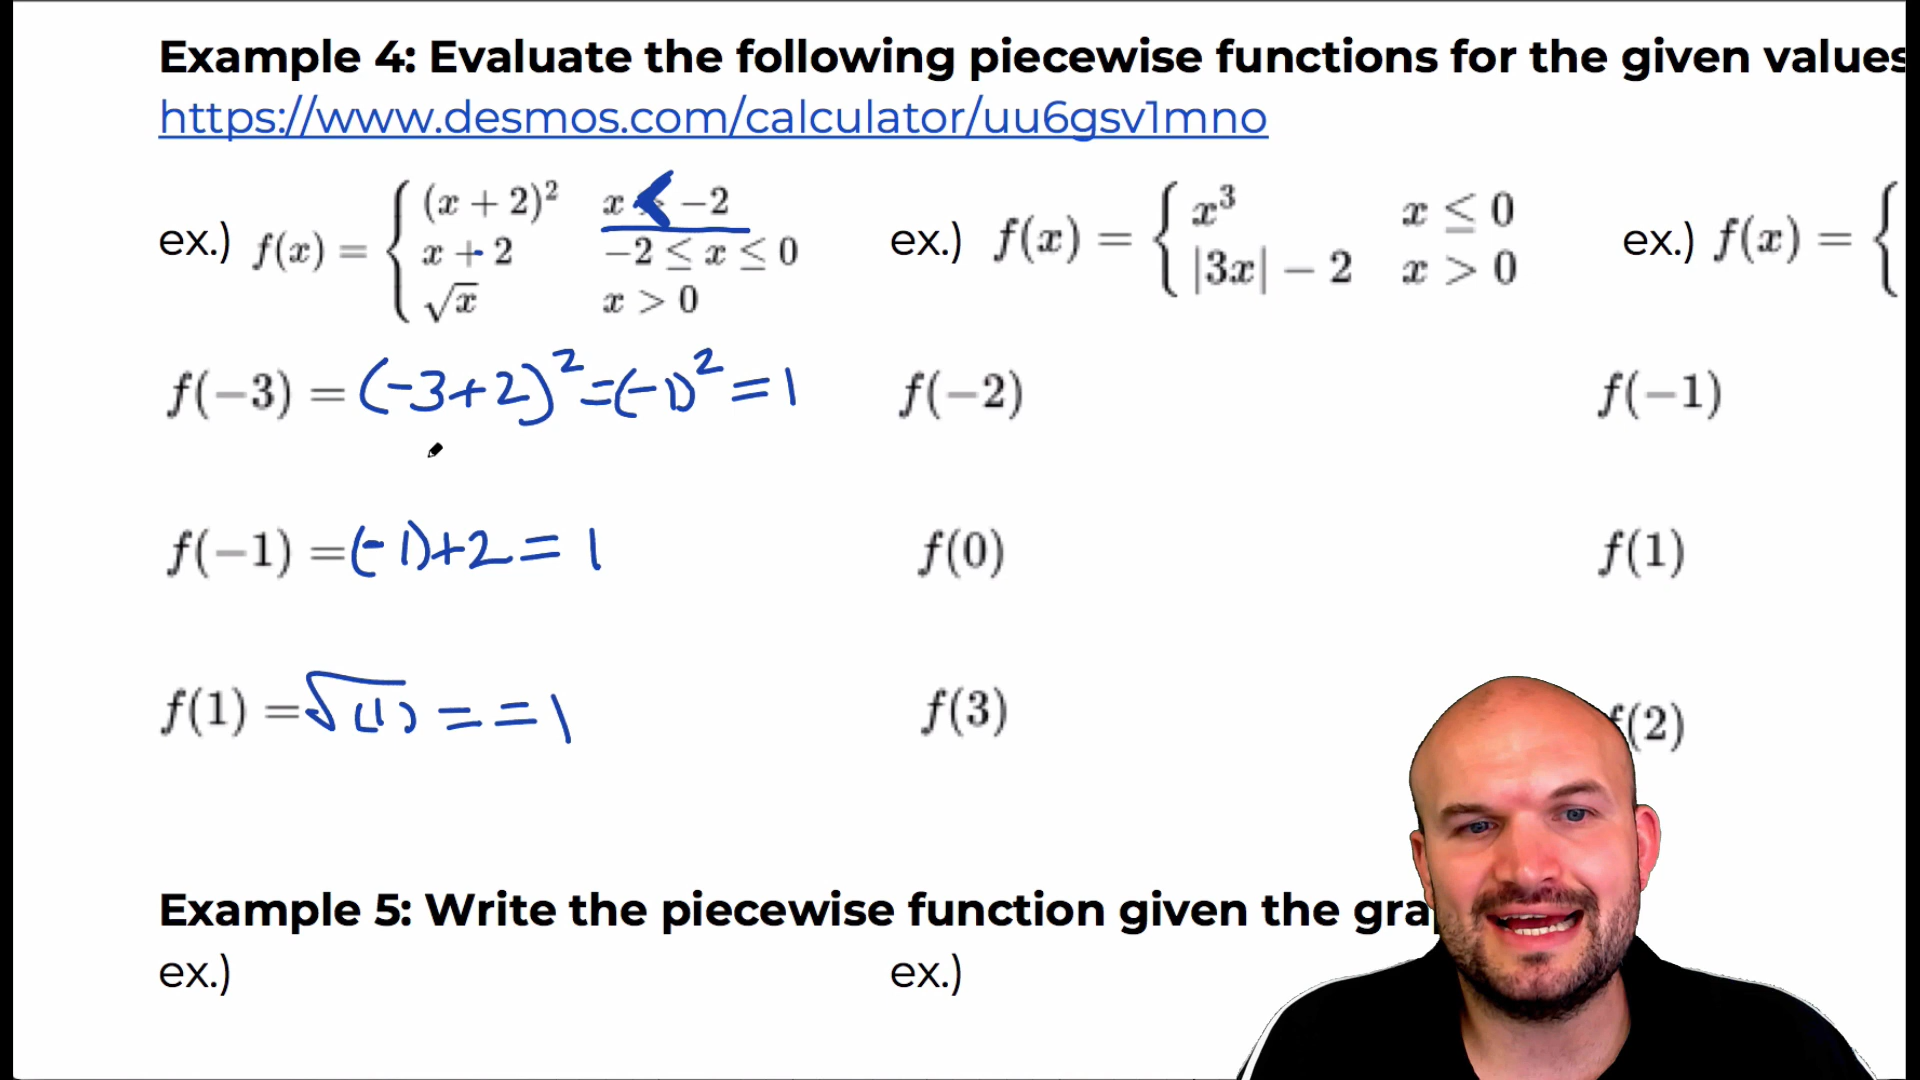 Example 4: Evaluate the following piecewise functions for the given values
https://www.desmos.com/calculator/uu6gsv1mno
ex.) f(x) = { (x + 2)² x < −2
x + 2 −2 ≤ x ≤ 0
√x x > 0
ex.) f(x) = { x³ x ≤ 0
|3x| − 2 x > 0
ex.) f(x) = {
f(−3) = (-3+2)² = (-1)² = 1
f(−2)
f(−1)
f(−1) = (-1)+2 = 1
f(0)
f(1)
f(1) = √(1) = = 1
f(3)
f(2)
Example 5: Write the piecewise function given the gra
ex.)
ex.)